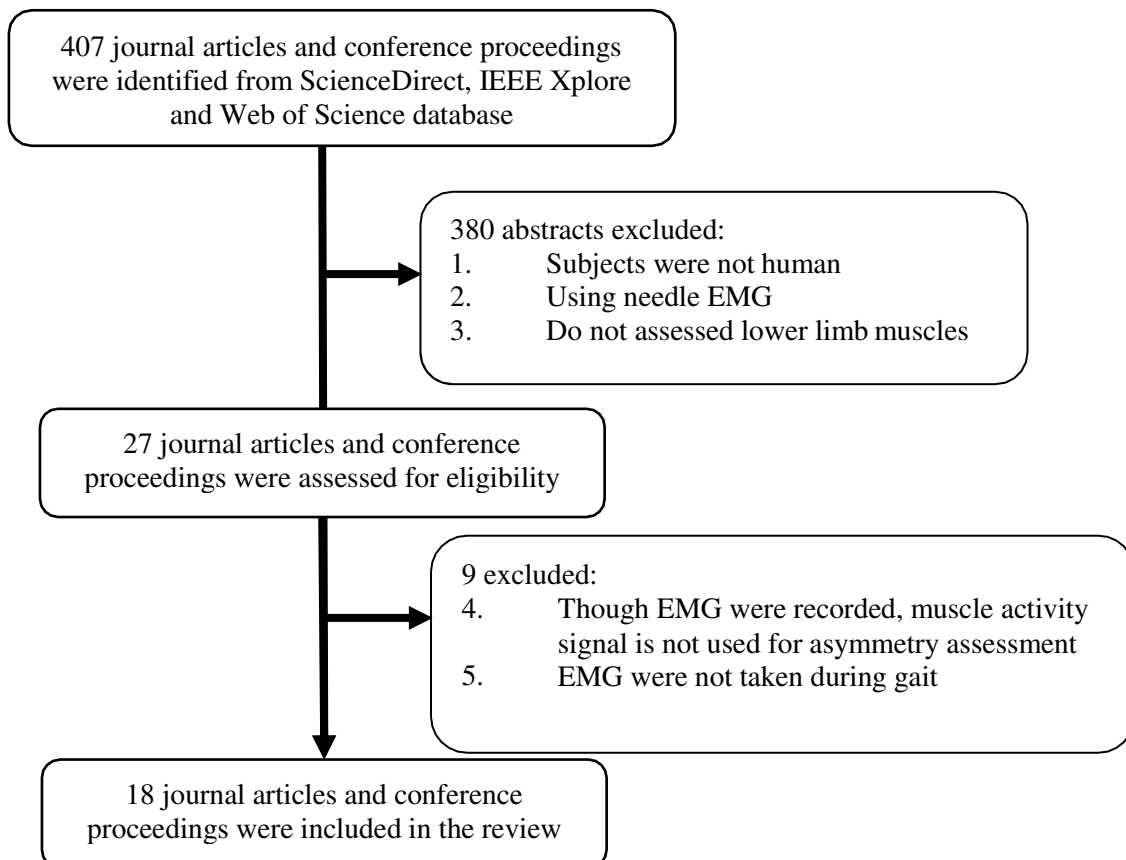 407 journal articles and conference proceedings
were identified from ScienceDirect, IEEE Xplore
and Web of Science database
380 abstracts excluded:
1. Subjects were not human
2. Using needle EMG
3. Do not assessed lower limb muscles
27 journal articles and conference
proceedings were assessed for eligibility
9 excluded:
4. Though EMG were recorded, muscle activity
signal is not used for asymmetry assessment
5. EMG were not taken during gait
18 journal articles and conference
proceedings were included in the review